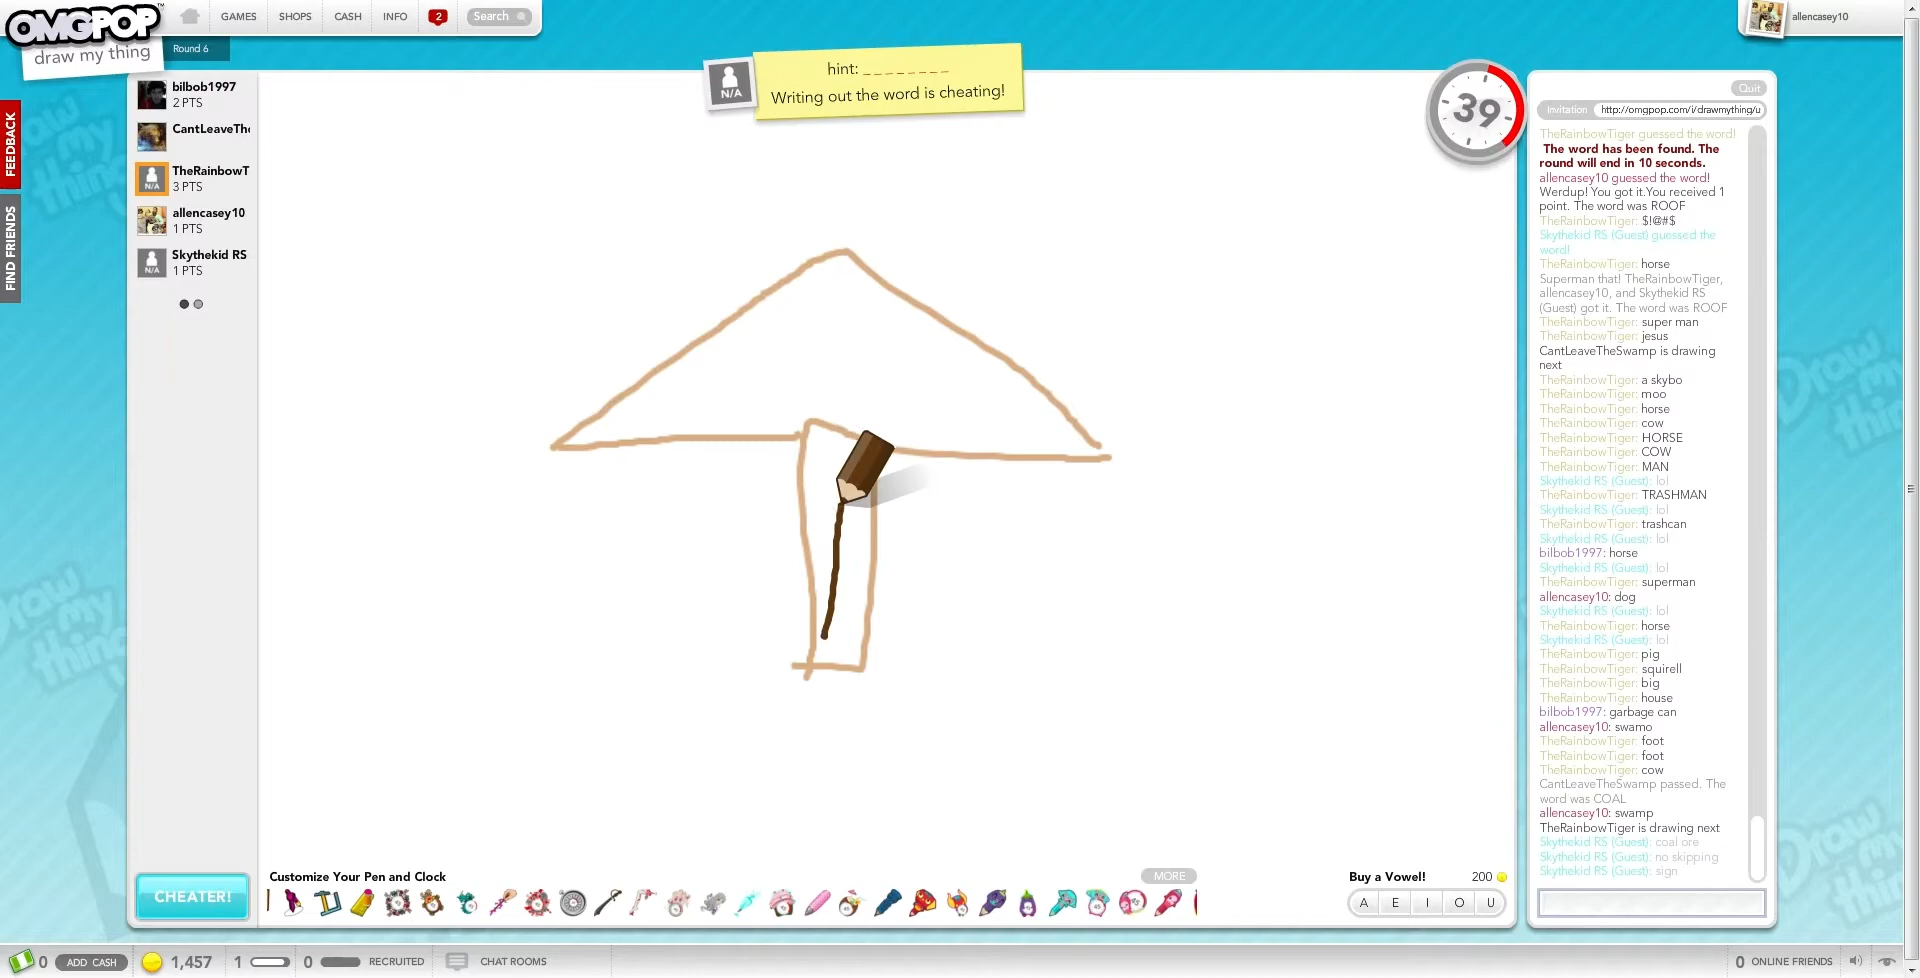 OMGPOP
draw my thing
GAMES
SHOPS
CASH
INFO
2
Search
allencasey10
Round 6
FEEDBACK
FIND FRIENDS
bilbob1997
2 PTS
CantLeaveTh
N/A
TheRainbowT
3 PTS
allencasey10
1 PTS
N/A
Skythekid RS
1 PTS
N/A
hint: _ _ _ _ _ _ _ _
Writing out the word is cheating!
39
Quit
Invitation
http://omgpop.com/i/drawmything/u
TheRainbowTiger guessed the word!
The word has been found. The
round will end in 10 seconds.
allencasey10 guessed the word!
Werdup! You got it.You received 1
point. The word was ROOF
TheRainbowTiger: $!@#$
Skythekid RS (Guest) guessed the
word!
TheRainbowTiger: horse
Superman that! TheRainbowTiger,
allencasey10, and Skythekid RS
(Guest) got it. The word was ROOF
TheRainbowTiger: super man
TheRainbowTiger: jesus
CantLeaveTheSwamp is drawing
next
TheRainbowTiger: a skybo
TheRainbowTiger: moo
TheRainbowTiger: horse
TheRainbowTiger: cow
TheRainbowTiger: HORSE
TheRainbowTiger: COW
TheRainbowTiger: MAN
Skythekid RS (Guest): lol
TheRainbowTiger: TRASHMAN
Skythekid RS (Guest): lol
TheRainbowTiger: trashcan
Skythekid RS (Guest): lol
bilbob1997: horse
Skythekid RS (Guest): lol
TheRainbowTiger: superman
allencasey10: dog
Skythekid RS (Guest): lol
TheRainbowTiger: horse
Skythekid RS (Guest): lol
TheRainbowTiger: pig
TheRainbowTiger: squirell
TheRainbowTiger: big
TheRainbowTiger: house
bilbob1997: garbage can
allencasey10: swamo
TheRainbowTiger: foot
TheRainbowTiger: foot
TheRainbowTiger: cow
CantLeaveTheSwamp passed. The
word was COAL
allencasey10: swamp
TheRainbowTiger is drawing next
Skythekid RS (Guest): coal ore
Skythekid RS (Guest): no skipping
Skythekid RS (Guest): sign
CHEATER!
Customize Your Pen and Clock
MORE
Buy a Vowel!
200
A E I O U
0
ADD CASH
1,457
1
0
RECRUITED
CHAT ROOMS
0 ONLINE FRIENDS